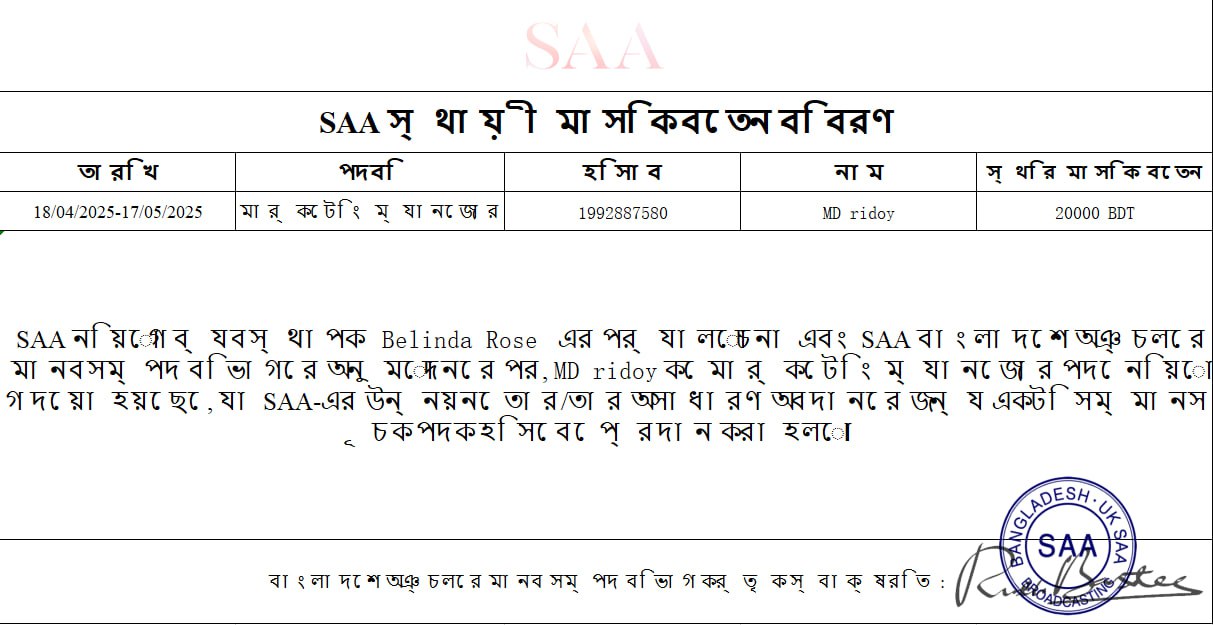 SAA
SAA স্থায়ী মাসিক বেতন বিবরণ
তারিখ পদবি হিসাব নাম স্থির মাসিক বেতন
18/04/2025-17/05/2025 মার্কেটিং ম্যানেজার 1992887580 MD ridoy 20000 BDT
SAA নিয়োগ ব্যবস্থাপক Belinda Rose এর পর্যালোচনা এবং SAA বাংলাদেশ অঞ্চলের
মানবসম্পদ বিভাগের অনুমোদনের পর, MD ridoy কে মার্কেটিং ম্যানেজার পদে নিয়ো
গ দেয়া হয়েছে, যা SAA-এর উন্নয়নে তার/তার অসাধারণ অবদানের জন্য একটি সম্মানস
ূচক পদক হিসেবে প্রদান করা হলো
বাংলাদেশ অঞ্চলের মানব সম্পদ বিভাগ কর্তৃক স্বাক্ষরিত :
BANGLADESH · UK SAA
SAA
BROADCASTING